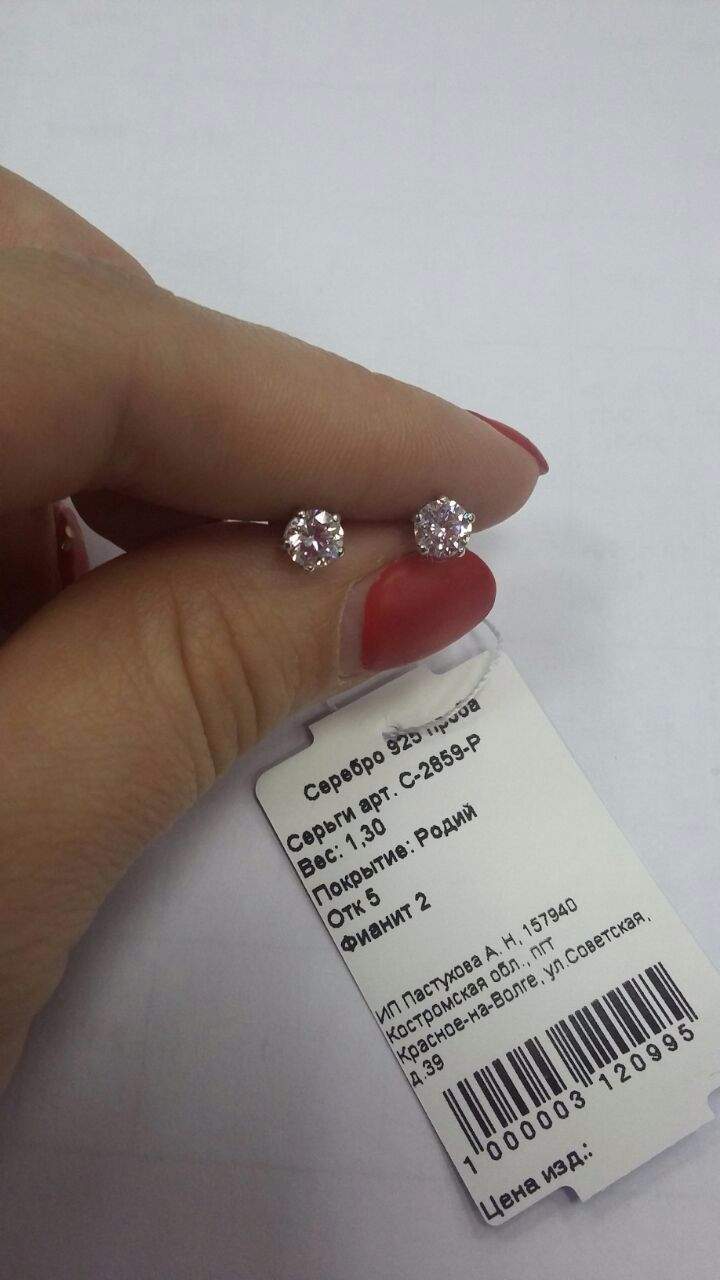 Серебро 925 проба
Серьги арт. С-2859-Р
Вес: 1,30
Покрытие: Родий
Отк 5
Фианит 2
ИП Пастухова А. Н, 157940
Костромская обл., пгт
Красное-на-Волге, ул.Советская,
д.39
1 000003 120995
Цена изд.: